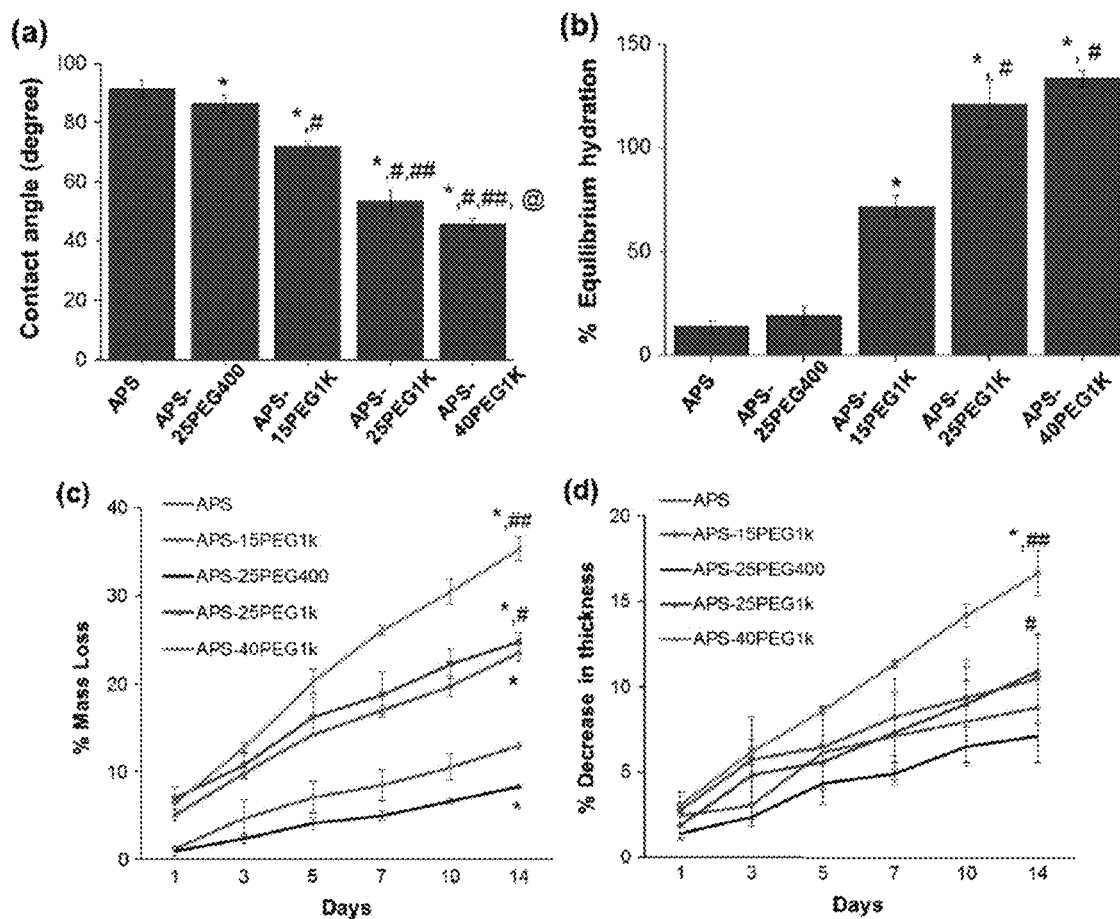 (a)
Contact angle (degree)
100
80
60
40
20
0
*
*,#
*,#,##
*,#,##, @
APS
APS-
25PEG400
APS-
15PEG1K
APS-
25PEG1K
APS-
40PEG1K
(b)
% Equilibrium hydration
150
100
50
0
*
*, #
*, #
APS
APS-
25PEG400
APS-
15PEG1K
APS-
25PEG1K
APS-
40PEG1K
(c)
% Mass Loss
40
30
20
10
0
APS
APS-15PEG1k
APS-25PEG400
APS-25PEG1k
APS-40PEG1k
*,##
*,#
*
*
1 3 5 7 10 14
Days
(d)
% Decrease in thickness
20
15
10
5
0
APS
APS-15PEG1k
APS-25PEG400
APS-25PEG1k
APS-40PEG1k
*,##
#
1 3 5 7 10 14
Days